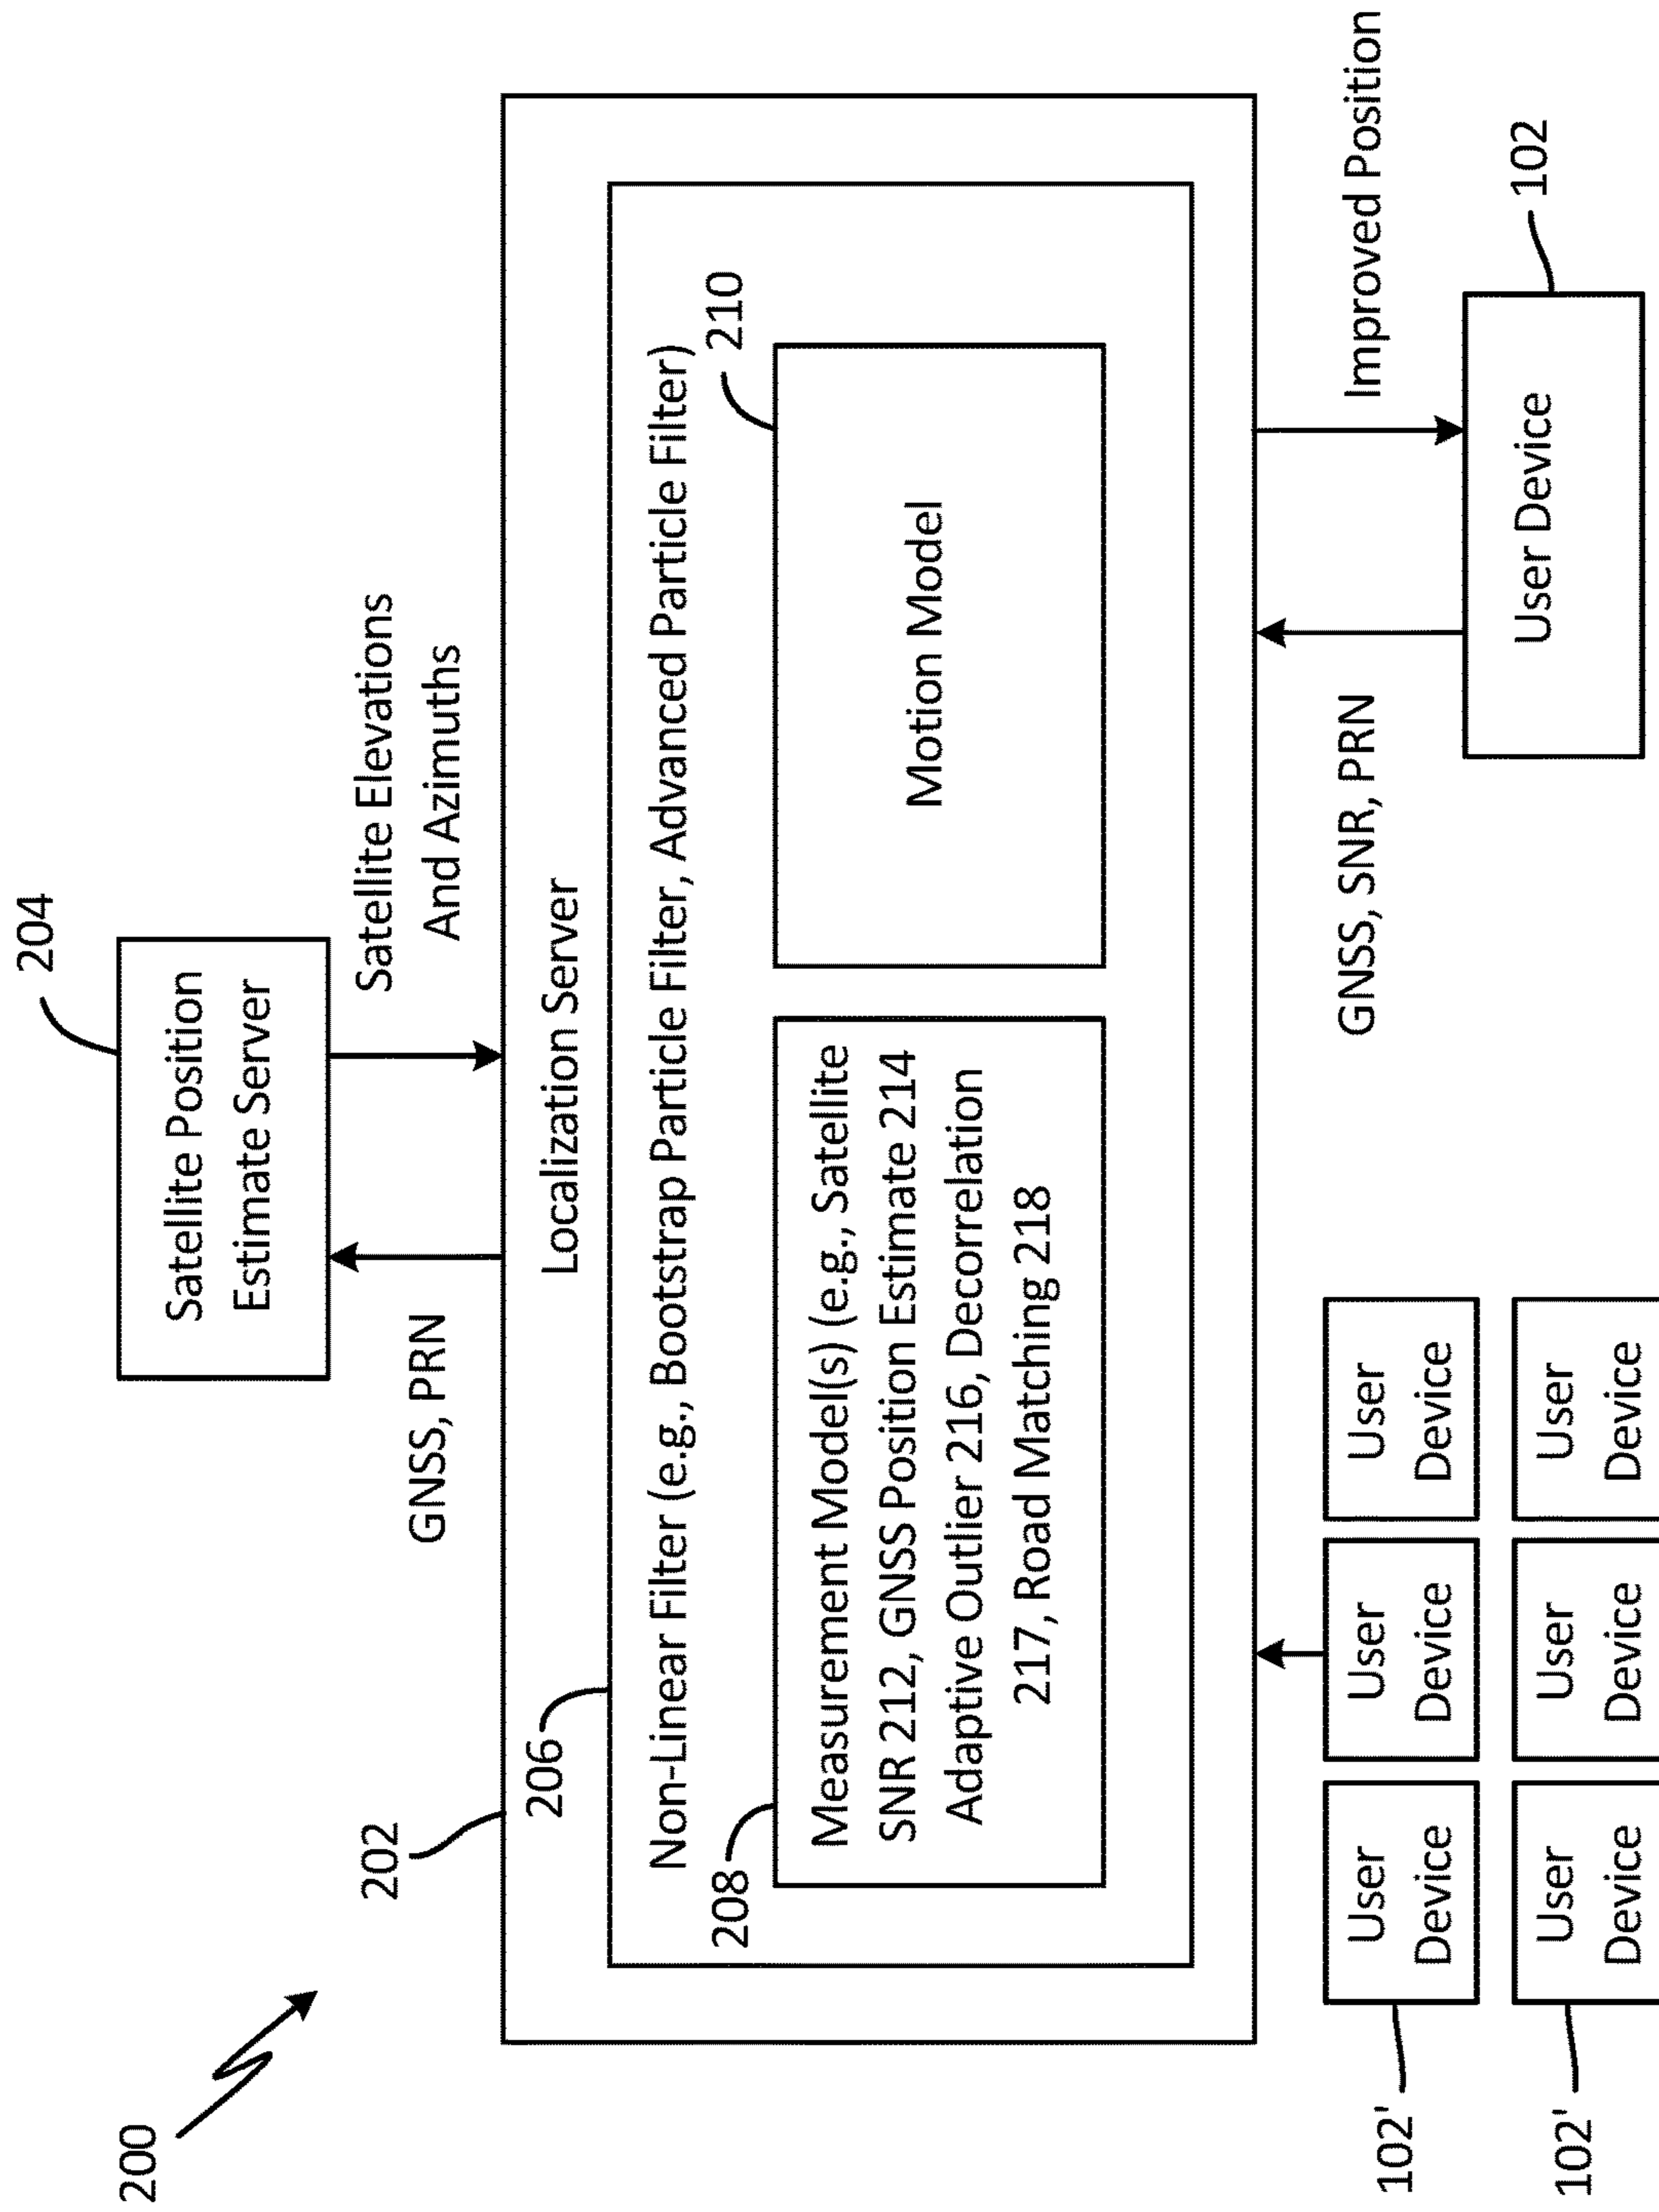 200
204
Satellite Position
Estimate Server
GNSS, PRN
Satellite Elevations
And Azimuths
202
Localization Server
206
Non-Linear Filter (e.g., Bootstrap Particle Filter, Advanced Particle Filter)
208
Measurement Model(s) (e.g., Satellite
SNR 212, GNSS Position Estimate 214
Adaptive Outlier 216, Decorrelation
217, Road Matching 218
210
Motion Model
102'
User
Device
User
Device
User
Device
102'
User
Device
User
Device
User
Device
GNSS, SNR, PRN
Improved Position
User Device
102